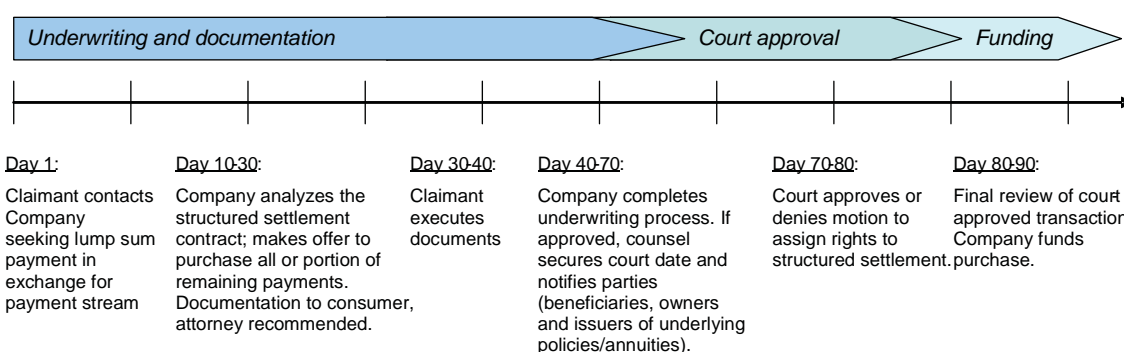 Underwriting and documentation
Court approval
Funding
Day 1:
Claimant contacts
Company
seeking lump sum
payment in
exchange for
payment stream
Day 10-30:
Company analyzes the
structured settlement
contract; makes offer to
purchase all or portion of
remaining payments.
Documentation to consumer,
attorney recommended.
Day 30-40:
Claimant
executes
documents
Day 40-70:
Company completes
underwriting process. If
approved, counsel
secures court date and
notifies parties
(beneficiaries, owners
and issuers of underlying
policies/annuities).
Day 70-80:
Court approves or
denies motion to
assign rights to
structured settlement.
Day 80-90:
Final review of court-
approved transaction
Company funds
purchase.